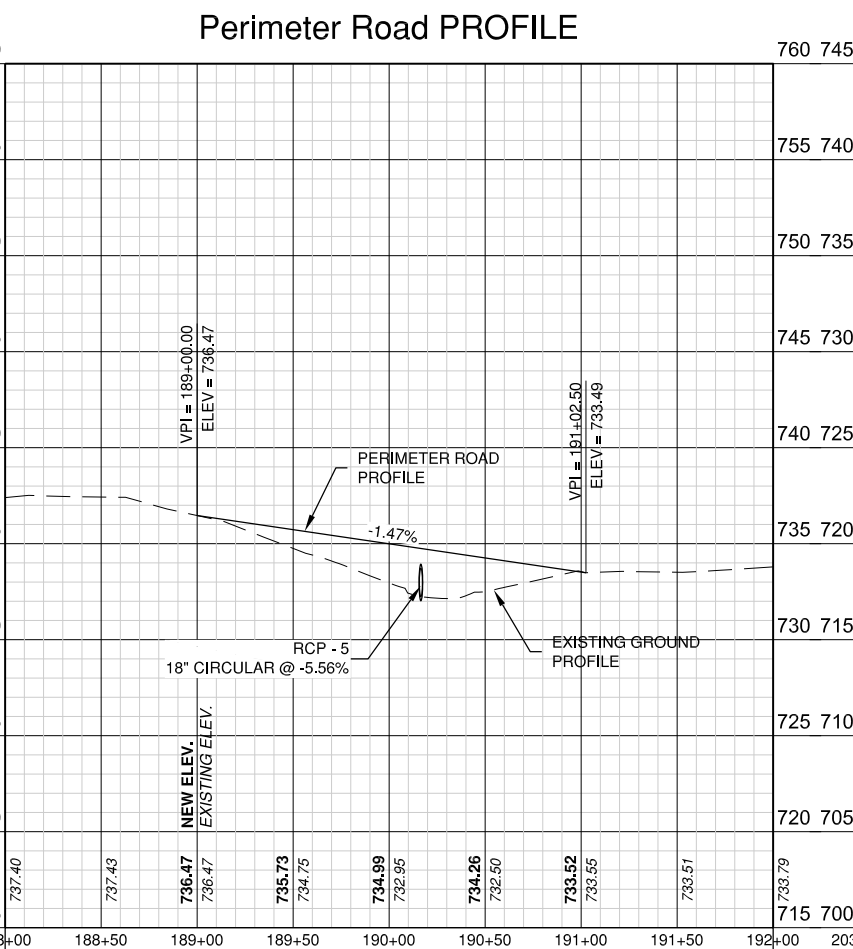 Perimeter Road PROFILE
760 745
755 740
750 735
745 730
740 725
735 720
730 715
725 710
720 705
715 700
VPI = 189+00.00
ELEV = 736.47
VPI = 191+02.50
ELEV = 733.49
PERIMETER ROAD
PROFILE
-1.47%
RCP - 5
18" CIRCULAR @ -5.56%
EXISTING GROUND
PROFILE
NEW ELEV.
EXISTING ELEV.
737.40
737.43
736.47
736.47
735.73
734.75
734.99
732.95
734.26
732.50
733.52
733.55
733.51
733.79
+00 188+50 189+00 189+50 190+00 190+50 191+00 191+50 192+00